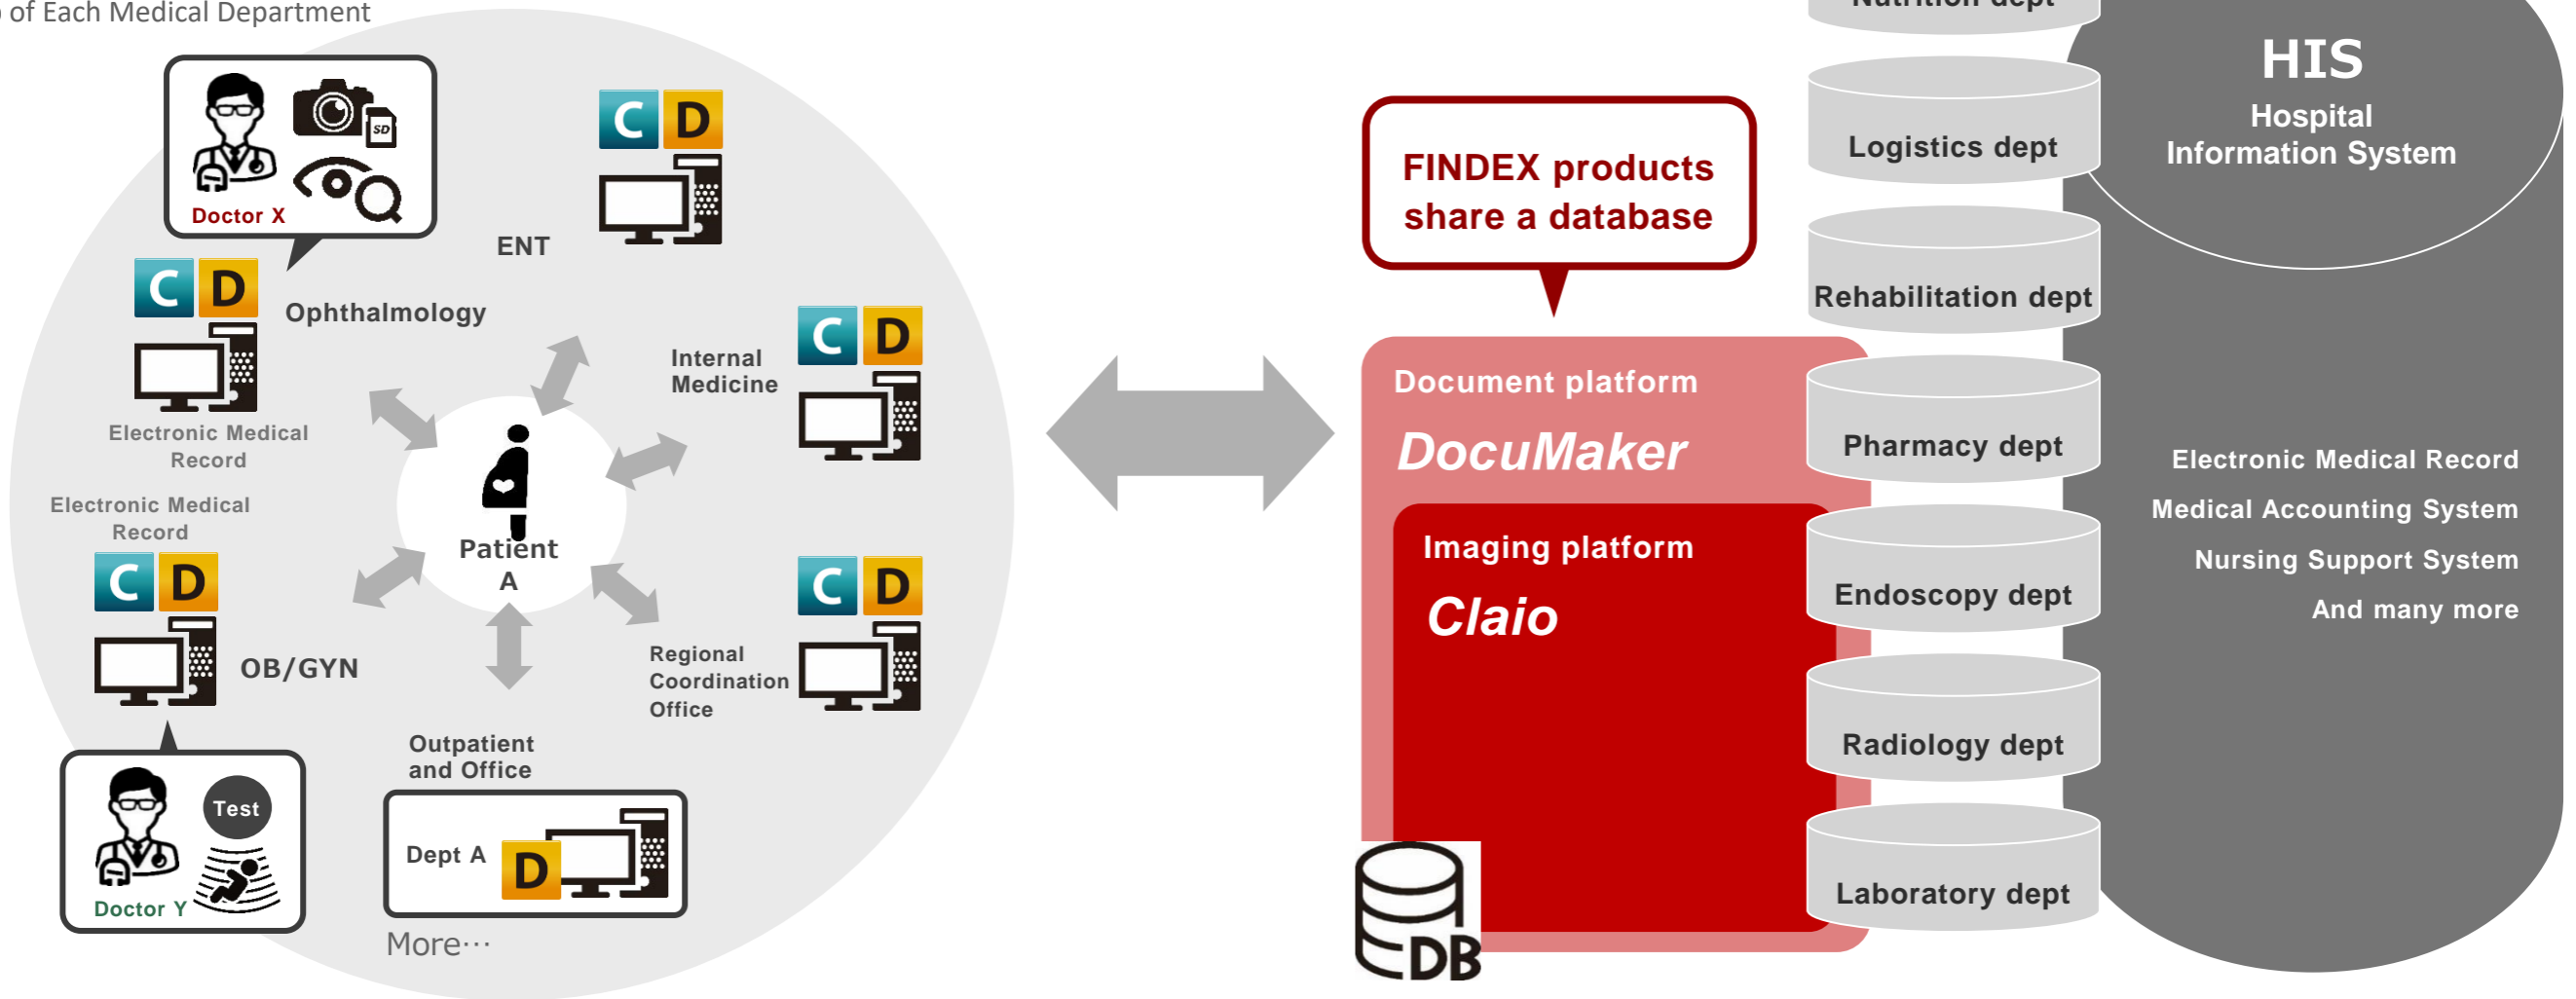 of Each Medical Department
SD
Doctor X
C D
ENT
C D
Ophthalmology
Electronic Medical
Record
C D
Internal
Medicine
Electronic Medical
Record
C D
OB/GYN
Patient
A
C D
Regional
Coordination
Office
Test
Doctor Y
Outpatient
and Office
Dept A
D
More…
FINDEX products
share a database
Document platform
DocuMaker
Imaging platform
Claio
DB
Nutrition dept
Logistics dept
Rehabilitation dept
Pharmacy dept
Endoscopy dept
Radiology dept
Laboratory dept
HIS
Hospital
Information System
Electronic Medical Record
Medical Accounting System
Nursing Support System
And many more